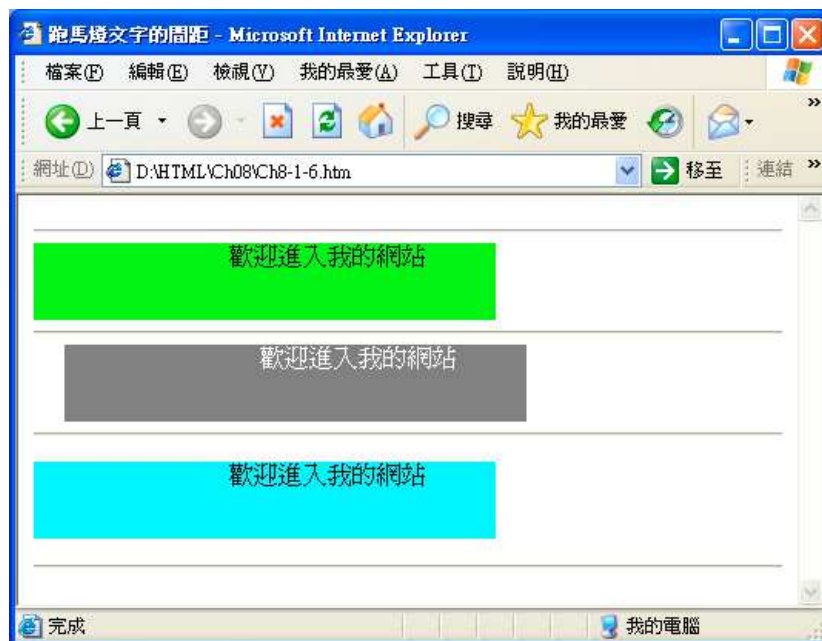 跑馬燈文字的間距 - Microsoft Internet Explorer
檔案(F) 編輯(E) 檢視(V) 我的最愛(A) 工具(T) 說明(H)
上一頁 搜尋 我的最愛 »
網址(D) D:\HTML\Ch08\Ch8-1-6.htm 移至 連結 »
歡迎進入我的網站
歡迎進入我的網站
歡迎進入我的網站
完成 我的電腦